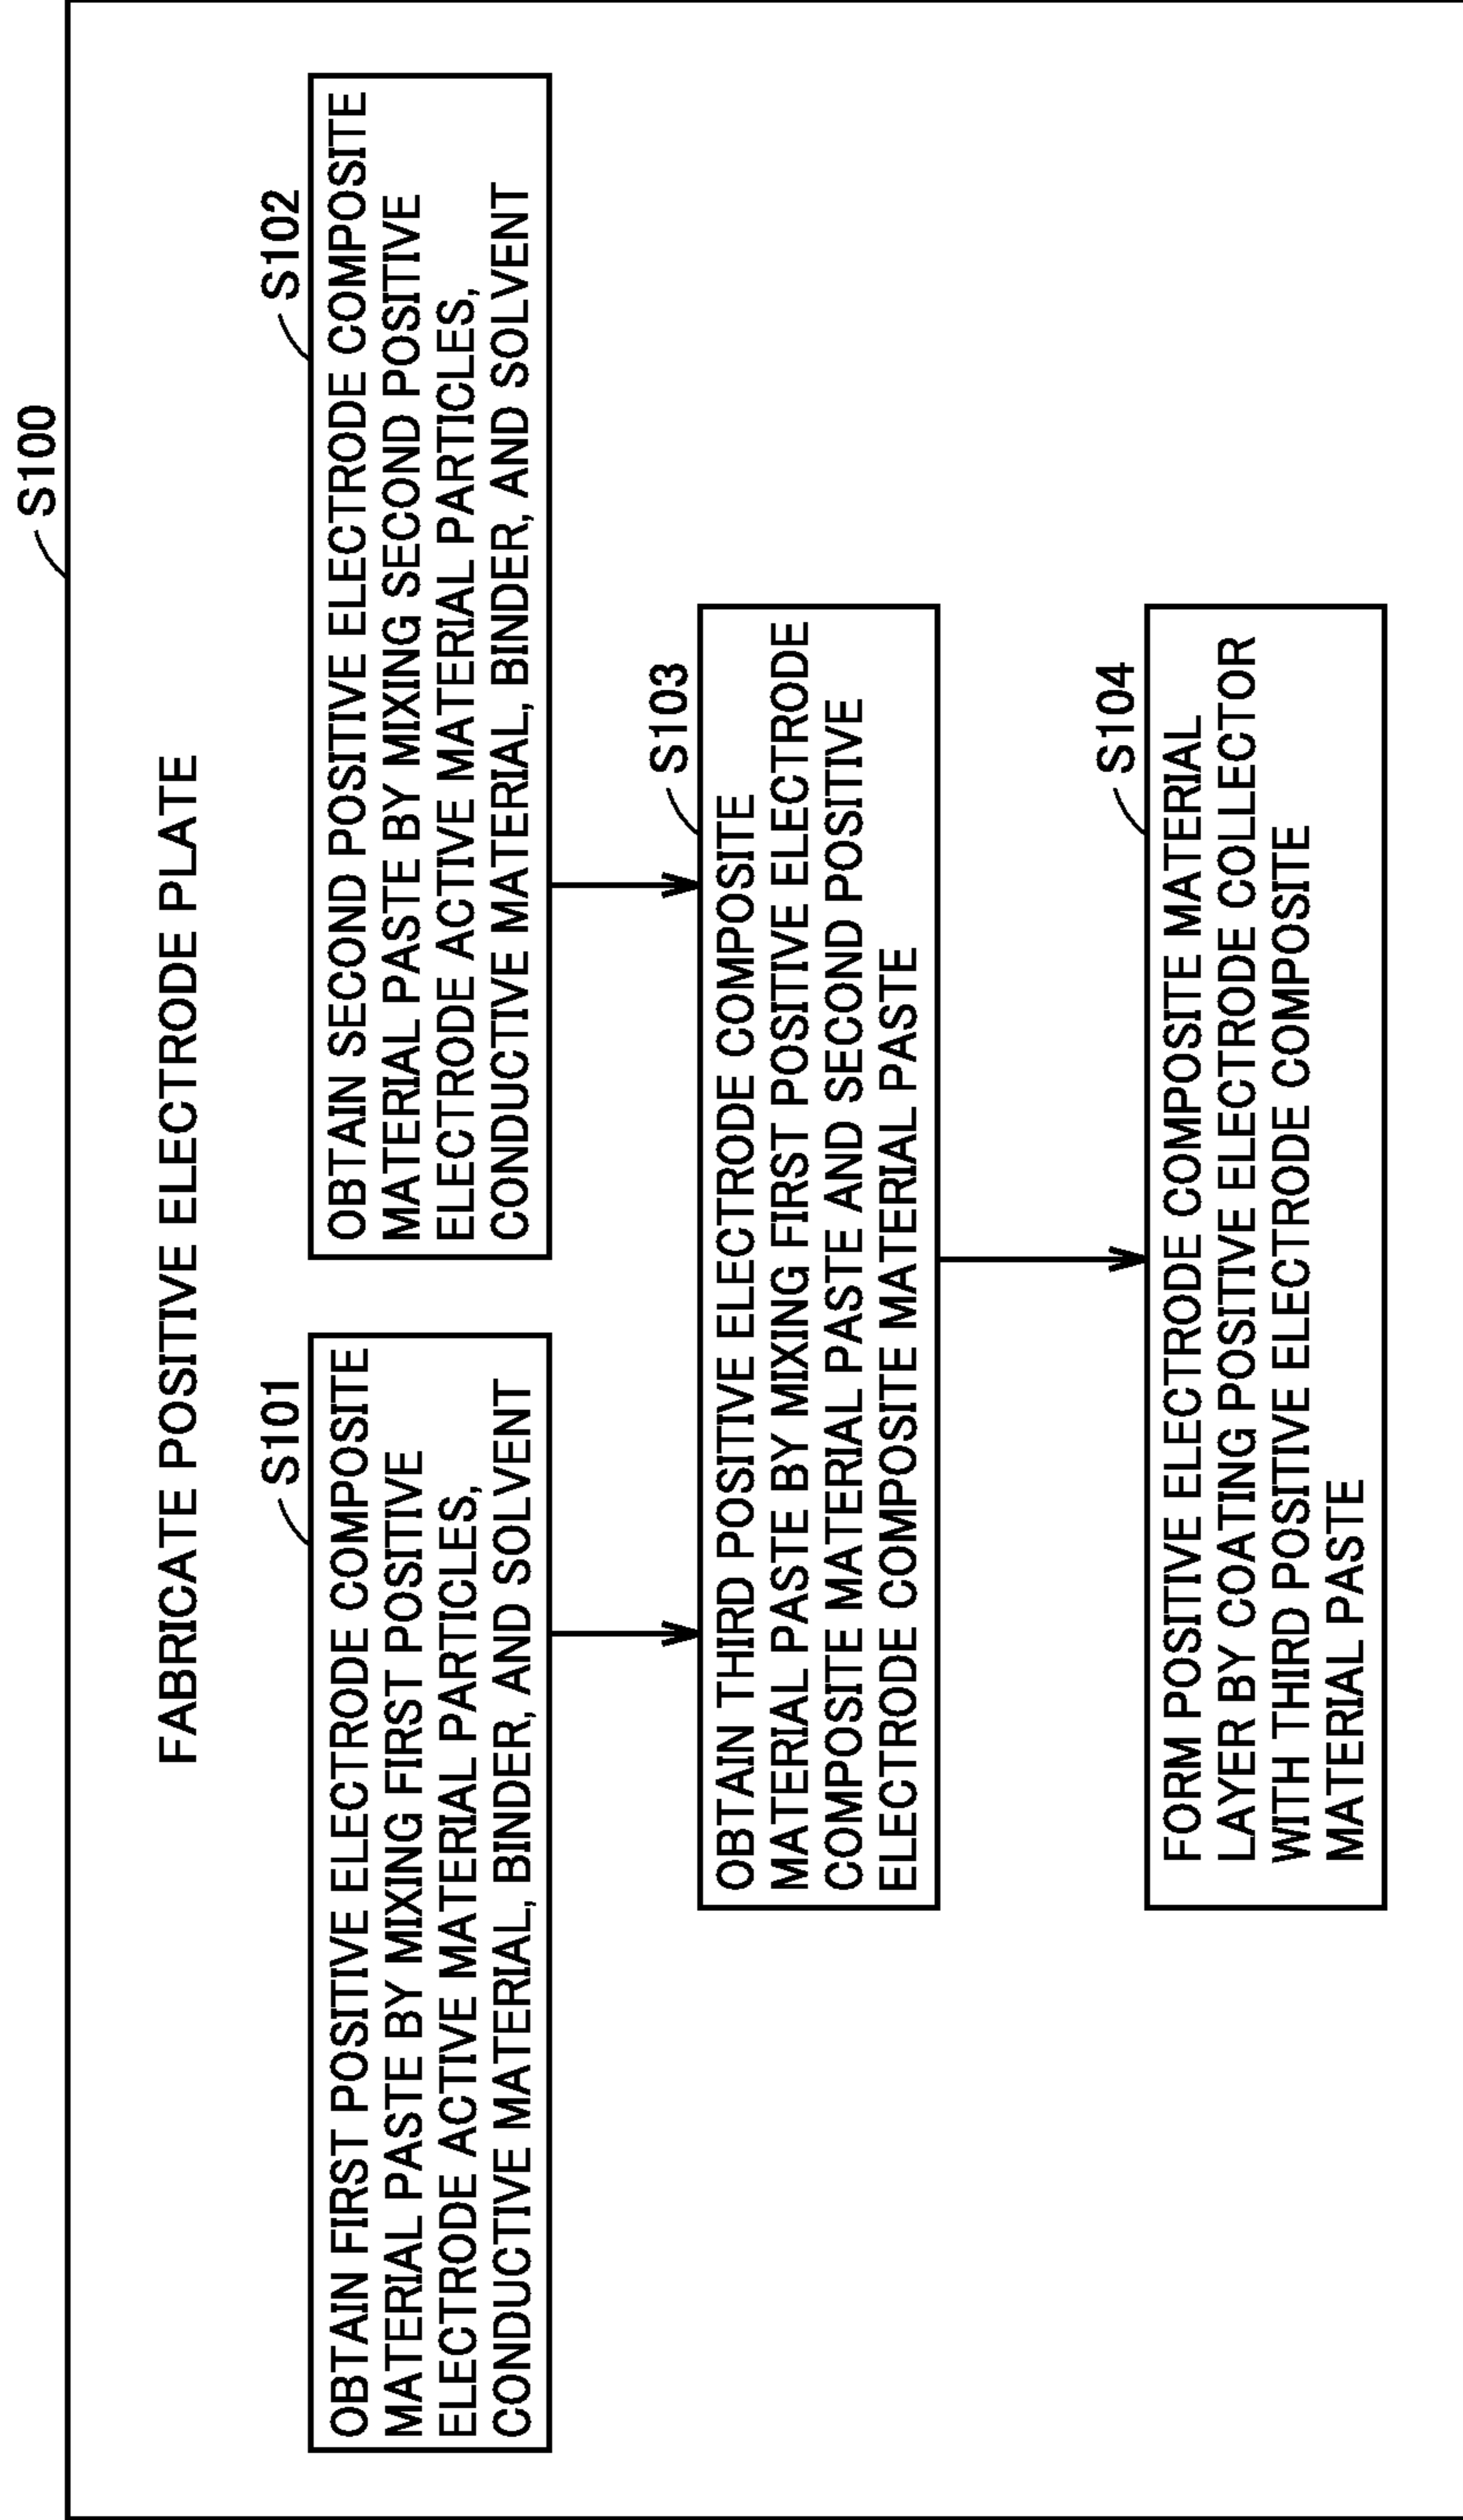 S100
FABRICATE POSITIVE ELECTRODE PLATE
S101
OBTAIN FIRST POSITIVE ELECTRODE COMPOSITE
MATERIAL PASTE BY MIXING FIRST POSITIVE
ELECTRODE ACTIVE MATERIAL PARTICLES,
CONDUCTIVE MATERIAL, BINDER, AND SOLVENT
S102
OBTAIN SECOND POSITIVE ELECTRODE COMPOSITE
MATERIAL PASTE BY MIXING SECOND POSITIVE
ELECTRODE ACTIVE MATERIAL PARTICLES,
CONDUCTIVE MATERIAL, BINDER, AND SOLVENT
S103
OBTAIN THIRD POSITIVE ELECTRODE COMPOSITE
MATERIAL PASTE BY MIXING FIRST POSITIVE ELECTRODE
COMPOSITE MATERIAL PASTE AND SECOND POSITIVE
ELECTRODE COMPOSITE MATERIAL PASTE
S104
FORM POSITIVE ELECTRODE COMPOSITE MATERIAL
LAYER BY COATING POSITIVE ELECTRODE COLLECTOR
WITH THIRD POSITIVE ELECTRODE COMPOSITE
MATERIAL PASTE